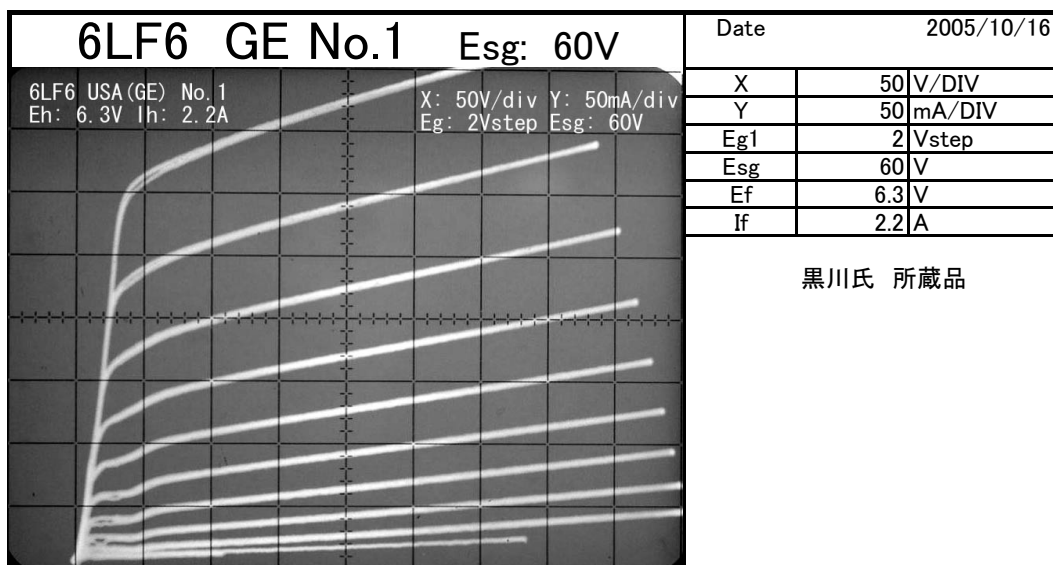 6LF6 GE No.1 Esg: 60V
Date 2005/10/16
6LF6 USA(GE) No.1
Eh: 6.3V Ih: 2.2A
X: 50V/div Y: 50mA/div
Eg: 2Vstep Esg: 60V
X 50 V/DIV
Y 50 mA/DIV
Eg1 2 Vstep
Esg 60 V
Ef 6.3 V
If 2.2 A
黒川氏 所蔵品